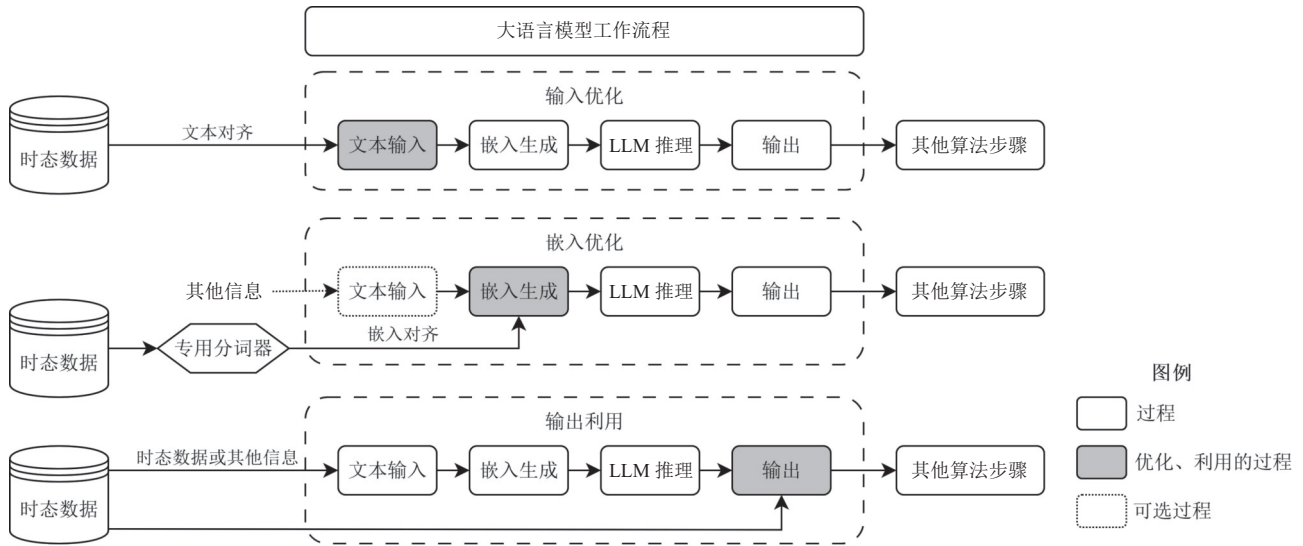 大语言模型工作流程
输入优化
时态数据
文本对齐
文本输入
嵌入生成
LLM 推理
输出
其他算法步骤
嵌入优化
其他信息
文本输入
嵌入生成
LLM 推理
输出
其他算法步骤
时态数据
专用分词器
嵌入对齐
输出利用
时态数据或其他信息
文本输入
嵌入生成
LLM 推理
输出
其他算法步骤
时态数据
图例
过程
优化、利用的过程
可选过程